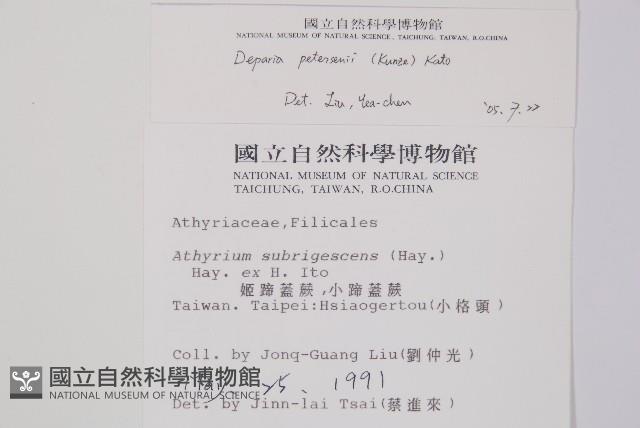 國立自然科學博物館
NATIONAL MUSEUM OF NATURAL SCIENCE, TAICHUNG, TAIWAN, R.O.CHINA
Deparia petersenii (Kunze) Kato
Det. Liu, Yea-chen
'05. 7. 27
國立自然科學博物館
NATIONAL MUSEUM OF NATURAL SCIENCE
TAICHUNG, TAIWAN, R.O.CHINA
Athyriaceae,Filicales
Athyrium subrigescens (Hay.)
Hay. ex H. Ito
姬蹄蓋蕨,小蹄蓋蕨
Taiwan. Taipei:Hsiaogertou(小格頭)
Coll. by Jonq-Guang Liu(劉仲光)
25、1991
Det. by Jinn-lai Tsai(蔡進來)
國立自然科學博物館
NATIONAL MUSEUM OF NATURAL SCIENCE